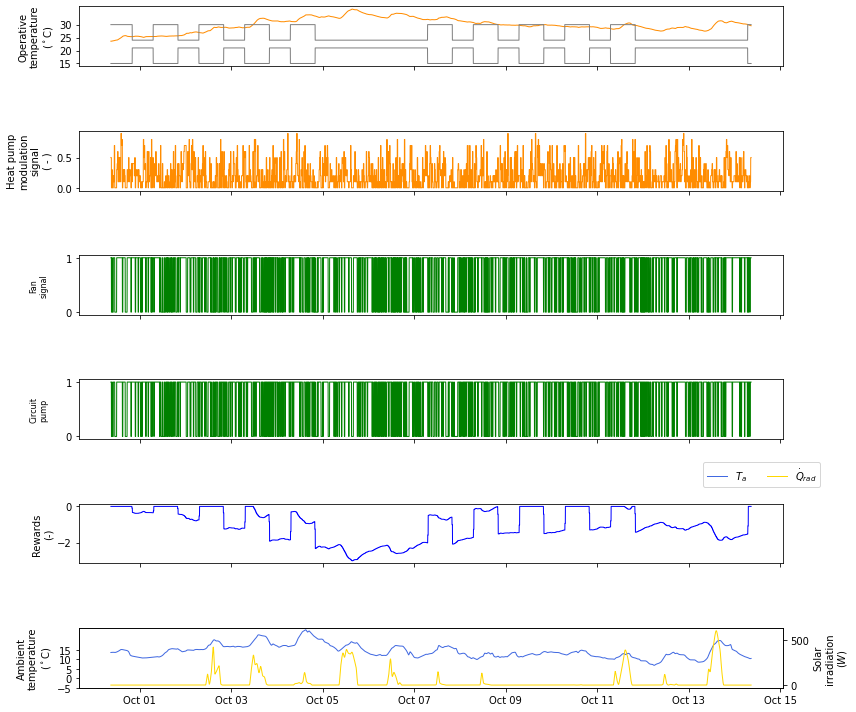 Operative
temperature
(°C)
30
25
20
15
Heat pump
modulation
signal
( - )
0.5
0.0
Fan
signal
1
0
Circuit
pump
1
0
T_a Q̇_rad
Rewards
(-)
0
−2
Ambient
temperature
(°C)
15
10
5
0
−5
500
0
Solar
irradiation
(W)
Oct 01 Oct 03 Oct 05 Oct 07 Oct 09 Oct 11 Oct 13 Oct 15